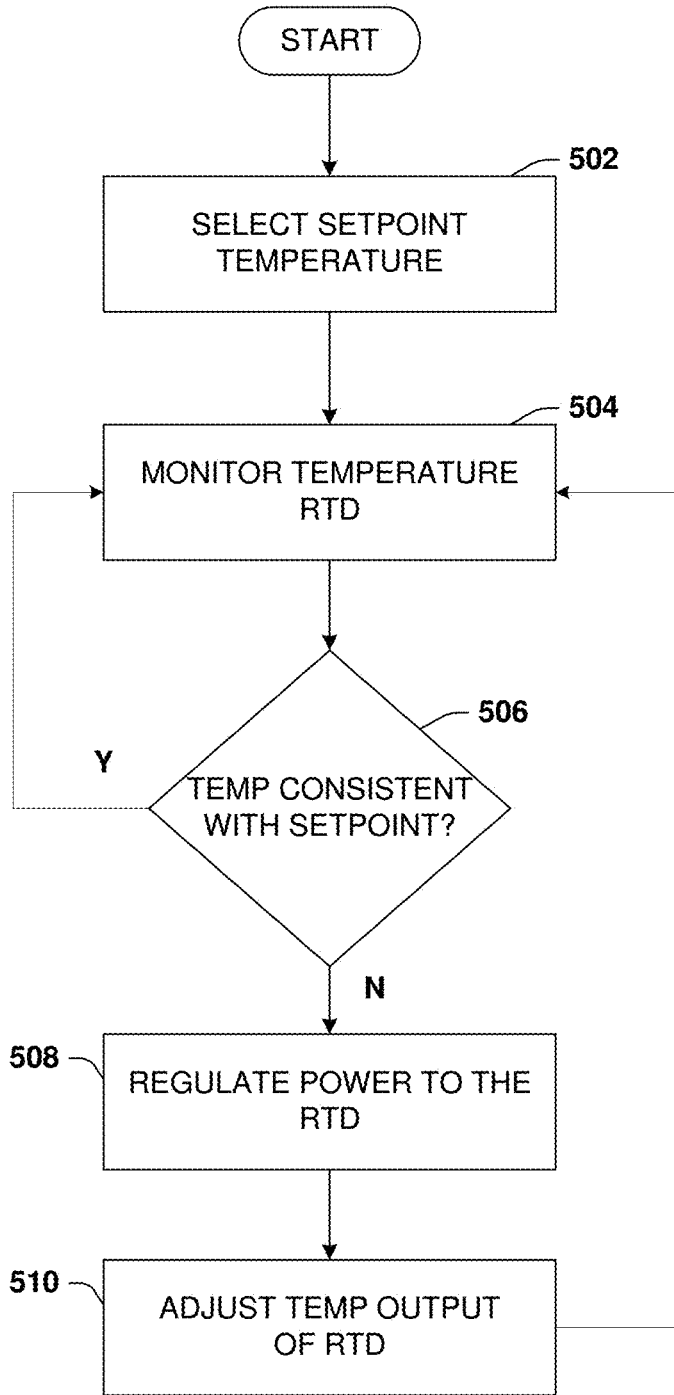 START
502
SELECT SETPOINT
TEMPERATURE
504
MONITOR TEMPERATURE
RTD
506
Y
TEMP CONSISTENT
WITH SETPOINT?
N
508
REGULATE POWER TO THE
RTD
510
ADJUST TEMP OUTPUT
OF RTD